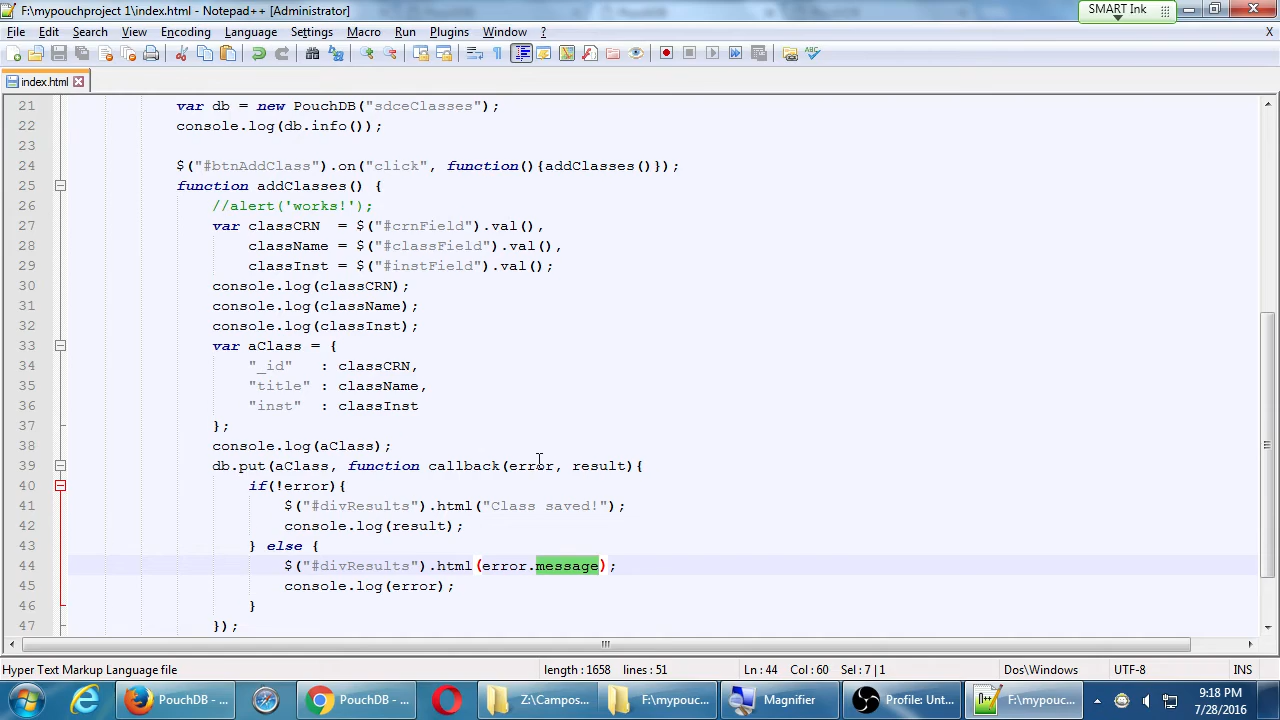 F:\mypouchproject 1\index.html - Notepad++ [Administrator]
SMART Ink
File Edit Search View Encoding Language Settings Macro Run Plugins Window ? X
index.html
21 var db = new PouchDB("sdceClasses");
22 console.log(db.info());
23
24 $("#btnAddClass").on("click", function(){addClasses()});
25 function addClasses() {
26 //alert('works!');
27 var classCRN  = $("#crnField").val(),
28 className = $("#classField").val(),
29 classInst = $("#instField").val();
30 console.log(classCRN);
31 console.log(className);
32 console.log(classInst);
33 var aClass = {
34 "_id"   : classCRN,
35 "title" : className,
36 "inst"  : classInst
37 };
38 console.log(aClass);
39 db.put(aClass, function callback(error, result){
40 if(!error){
41 $("#divResults").html("Class saved!");
42 console.log(result);
43 } else {
44 $("#divResults").html(error.message);
45 console.log(error);
46 }
47 });
Hyper Text Markup Language file length : 1658 lines : 51 Ln : 44 Col : 60 Sel : 7 | 1 Dos\Windows UTF-8 INS
PouchDB - ... PouchDB - ... Z:\Campos... F:\mypouc... Magnifier Profile: Unt... F:\mypouc...
9:18 PM
7/28/2016